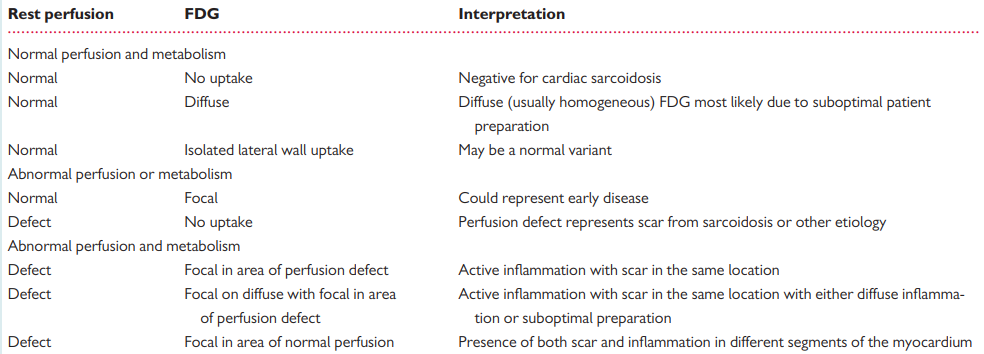 Rest perfusion FDG Interpretation
Normal perfusion and metabolism
Normal No uptake Negative for cardiac sarcoidosis
Normal Diffuse Diffuse (usually homogeneous) FDG most likely due to suboptimal patient
preparation
Normal Isolated lateral wall uptake May be a normal variant
Abnormal perfusion or metabolism
Normal Focal Could represent early disease
Defect No uptake Perfusion defect represents scar from sarcoidosis or other etiology
Abnormal perfusion and metabolism
Defect Focal in area of perfusion defect Active inflammation with scar in the same location
Defect Focal on diffuse with focal in area Active inflammation with scar in the same location with either diffuse inflamma-
of perfusion defect tion or suboptimal preparation
Defect Focal in area of normal perfusion Presence of both scar and inflammation in different segments of the myocardium